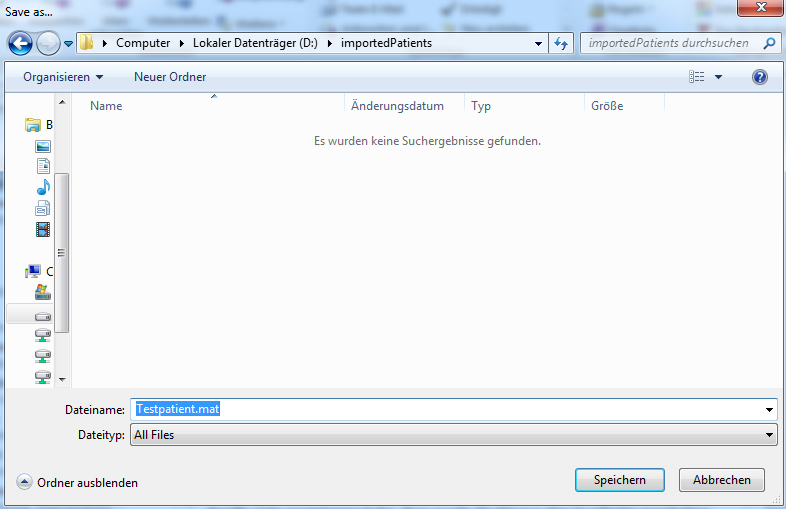 Save as...
Computer ▸ Lokaler Datenträger (D:) ▸ importedPatients
importedPatients durchsuchen
Organisieren Neuer Ordner
Name Änderungsdatum Typ Größe
Es wurden keine Suchergebnisse gefunden.
B
C
Dateiname: Testpatient.mat
Dateityp: All Files
Ordner ausblenden Speichern Abbrechen